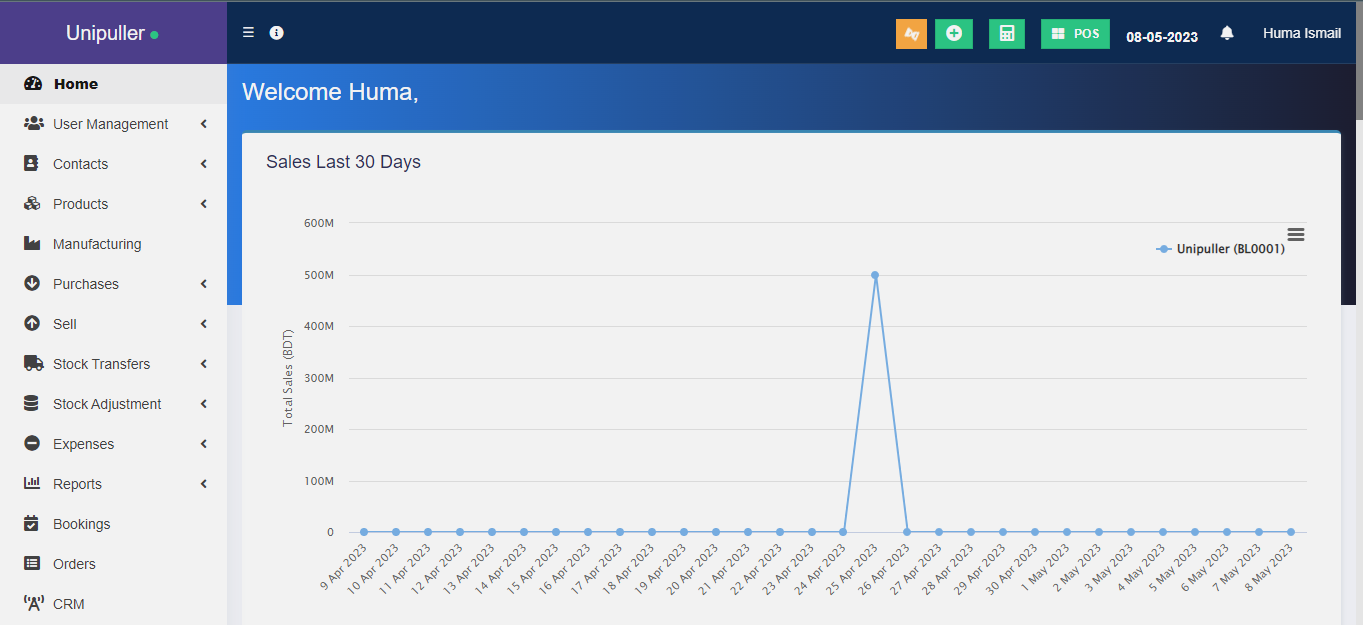 Unipuller
POS 08-05-2023 Huma Ismail
Home
User Management
Contacts
Products
Manufacturing
Purchases
Sell
Stock Transfers
Stock Adjustment
Expenses
Reports
Bookings
Orders
CRM
Welcome Huma,
Sales Last 30 Days
Unipuller (BL0001)
Total Sales (BDT)
600M
500M
400M
300M
200M
100M
0
9 Apr 2023
10 Apr 2023
11 Apr 2023
12 Apr 2023
13 Apr 2023
14 Apr 2023
15 Apr 2023
16 Apr 2023
17 Apr 2023
18 Apr 2023
19 Apr 2023
20 Apr 2023
21 Apr 2023
22 Apr 2023
23 Apr 2023
24 Apr 2023
25 Apr 2023
26 Apr 2023
27 Apr 2023
28 Apr 2023
29 Apr 2023
30 Apr 2023
1 May 2023
2 May 2023
3 May 2023
4 May 2023
5 May 2023
6 May 2023
7 May 2023
8 May 2023